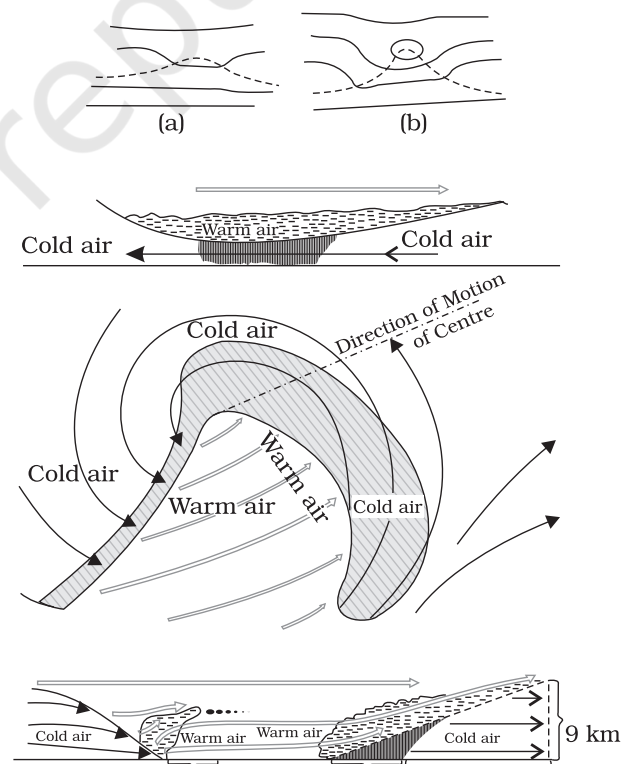 repu
(a)
(b)
Warm air
Cold air
Cold air
Cold air
Direction of Motion
of Centre
Cold air
Warm air
Warm air
Cold air
Cold air
Warm air
Warm air
Cold air
9 km